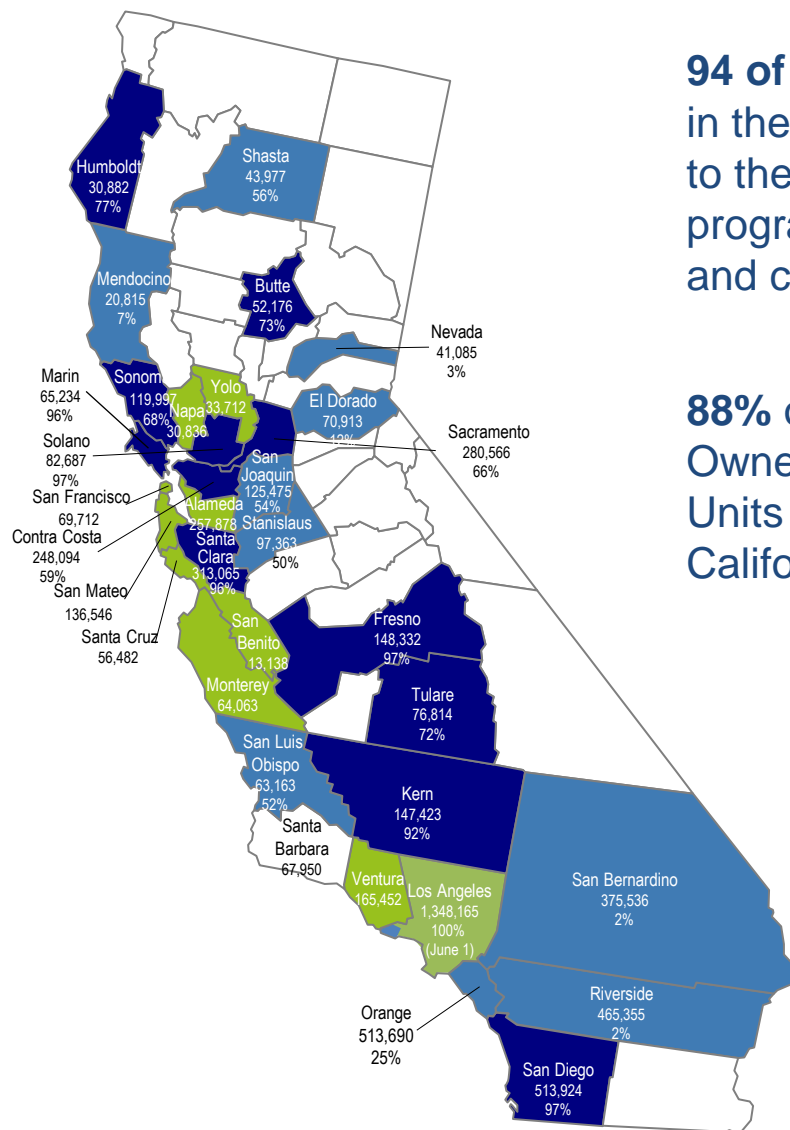 94 of
in the
to the
progra
and c
88%
Owne
Units
Califo
Humboldt
30,882
77%
Shasta
43,977
56%
Mendocino
20,815
7%
Butte
52,176
73%
Nevada
41,085
3%
Marin
65,234
96%
Sonom
119,997
68%
Napa
30,836
Yolo
33,712
El Dorado
70,913
12%
Solano
82,687
97%
Sacramento
280,566
66%
San Francisco
69,712
San
Joaquin
125,475
54%
Contra Costa
248,094
59%
Alameda
257,878
Stanislaus
97,363
50%
San Mateo
136,546
Santa
Clara
313,065
96%
Santa Cruz
56,482
San
Benito
13,138
Monterey
64,063
Fresno
148,332
97%
Tulare
76,814
72%
San Luis
Obispo
63,163
52%
Kern
147,423
92%
Santa
Barbara
67,950
Ventura
165,452
Los Angeles
1,348,165
100%
(June 1)
San Bernardino
375,536
2%
Orange
513,690
25%
Riverside
465,355
2%
San Diego
513,924
97%